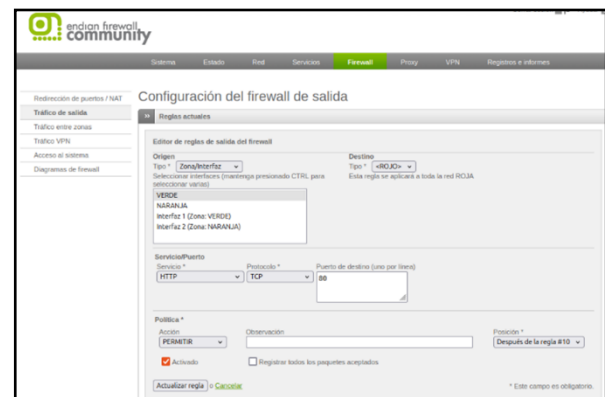 endian firewall
community
Sistema Estado Red Servicios Firewall Proxy VPN Registros e informes
Redirección de puertos / NAT
Tráfico de salida
Tráfico entre zonas
Tráfico VPN
Acceso al sistema
Diagramas de firewall
Configuración del firewall de salida
» Reglas actuales
Editor de reglas de salida del firewall
Origen Destino
Tipo * Zona/Interfaz Tipo * <ROJO>
Seleccionar interfaces (mantenga presionado CTRL para Esta regla se aplicará a toda la red ROJA
seleccionar varias)
VERDE
NARANJA
Interfaz 1 (Zona: VERDE)
Interfaz 2 (Zona: NARANJA)
Servicio/Puerto
Servicio * Protocolo * Puerto de destino (uno por línea)
HTTP TCP 80
Política *
Acción Observación Posición *
PERMITIR Después de la regla #10
Activado Registrar todos los paquetes aceptados
Actualizar regla o Cancelar * Este campo es obligatorio.